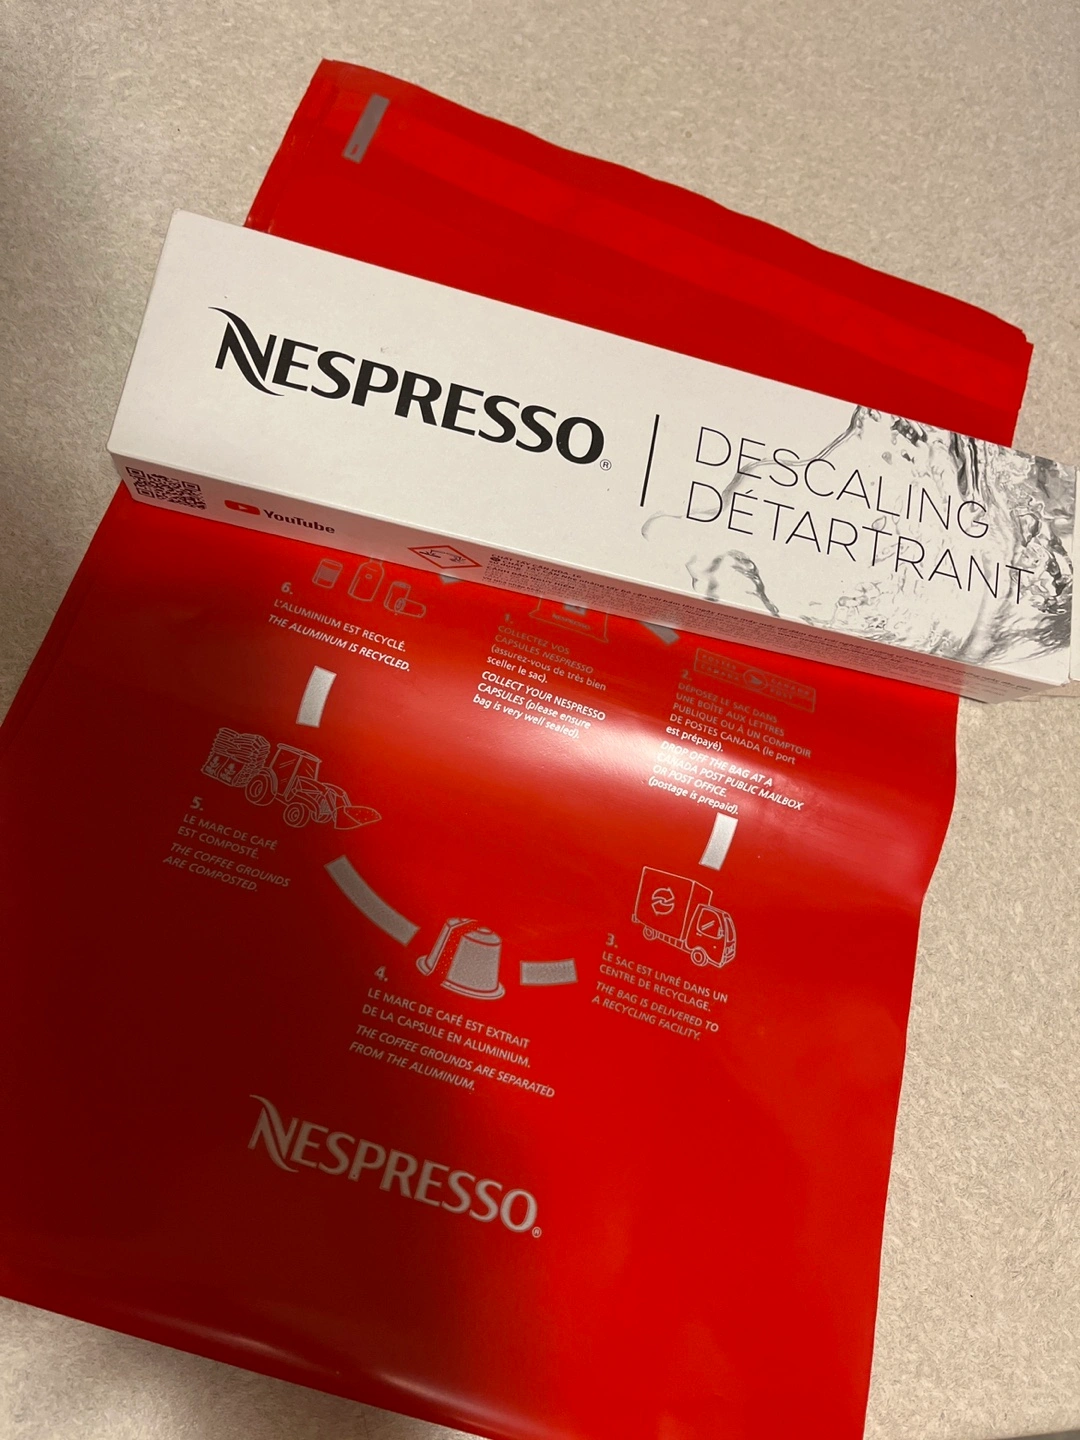 NESPRESSO®
DESCALING
DÉTARTRANT
YouTube
1.
COLLECTEZ VOS
CAPSULES NESPRESSO
(assurez-vous de très bien
sceller le sac).
COLLECT YOUR NESPRESSO
CAPSULES (please ensure
bag is very well sealed).
2.
DÉPOSEZ LE SAC DANS
UNE BOÎTE AUX LETTRES
PUBLIQUE OU À UN COMPTOIR
DE POSTES CANADA (le port
est prépayé).
DROP OFF THE BAG AT A
CANADA POST PUBLIC MAILBOX
OR POST OFFICE.
(postage is prepaid).
3.
LE SAC EST LIVRÉ DANS UN
CENTRE DE RECYCLAGE.
THE BAG IS DELIVERED TO
A RECYCLING FACILITY.
4.
LE MARC DE CAFÉ EST EXTRAIT
DE LA CAPSULE EN ALUMINIUM.
THE COFFEE GROUNDS ARE SEPARATED
FROM THE ALUMINUM.
5.
LE MARC DE CAFÉ
EST COMPOSTÉ.
THE COFFEE GROUNDS
ARE COMPOSTED.
6.
L'ALUMINIUM EST RECYCLÉ.
THE ALUMINUM IS RECYCLED.
NESPRESSO®